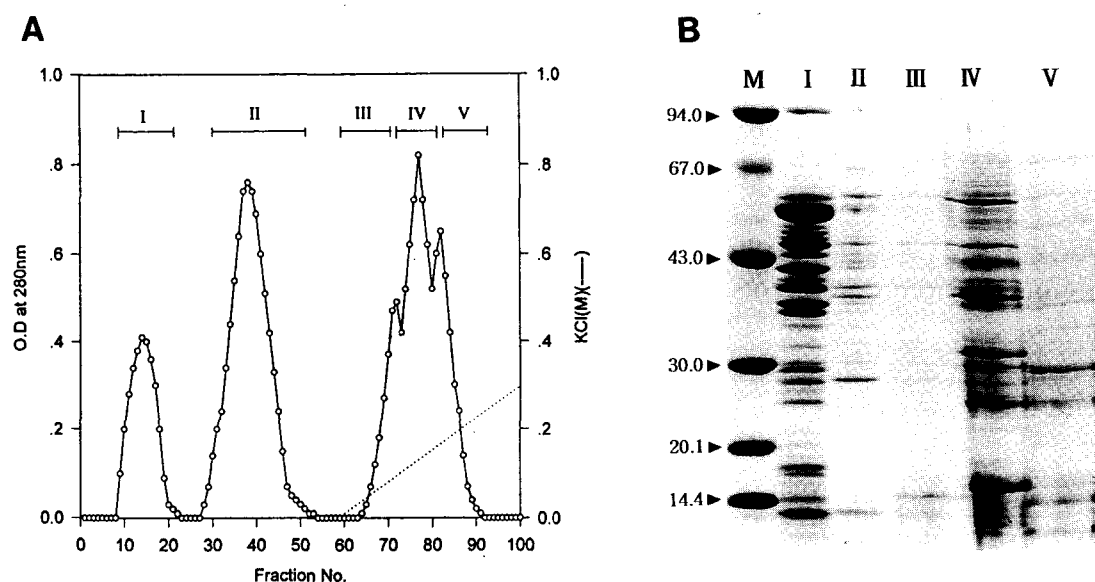 A
1.0
.8
.6
.4
.2
0.0
O.D at 280nm
I
II
III
IV
V
1.0
.8
.6
.4
.2
0.0
KCl(M)(----)
0
10
20
30
40
50
60
70
80
90
100
Fraction No.
B
M I II III IV V
94.0►
67.0►
43.0►
30.0►
20.1►
14.4►